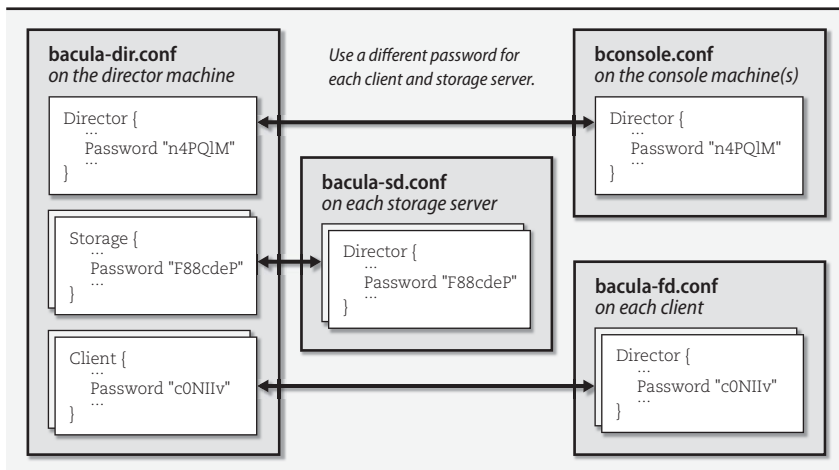 bacula-dir.conf
on the director machine
Director {
...
Password "n4PQlM"
...
}
Storage {
...
Password "F88cdeP"
...
}
Client {
...
Password "c0NIIv"
...
}
Use a different password for
each client and storage server.
bacula-sd.conf
on each storage server
Director {
...
Password "F88cdeP"
...
}
bconsole.conf
on the console machine(s)
Director {
...
Password "n4PQlM"
...
}
bacula-fd.conf
on each client
Director {
...
Password "c0NIIv"
...
}